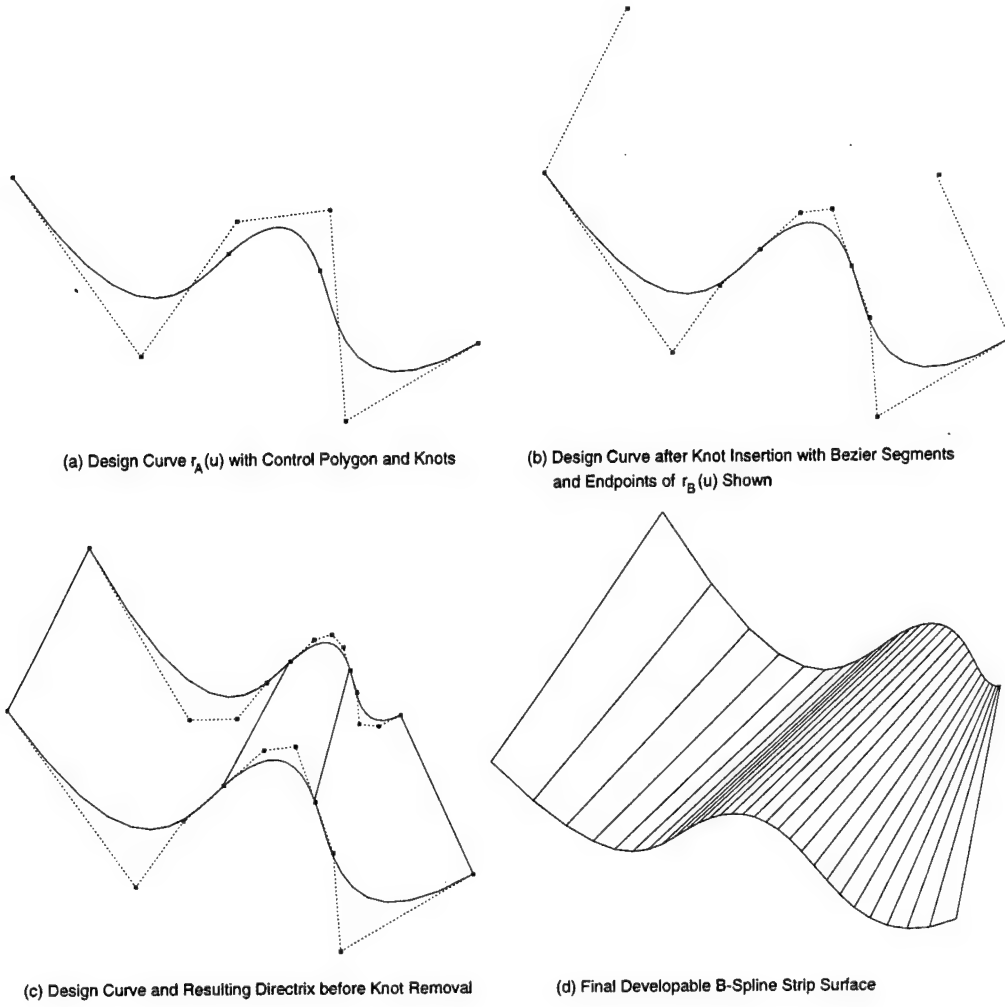 (a) Design Curve r_A(u) with Control Polygon and Knots
(b) Design Curve after Knot Insertion with Bezier Segments
and Endpoints of r_B(u) Shown
(c) Design Curve and Resulting Directrix before Knot Removal
(d) Final Developable B-Spline Strip Surface